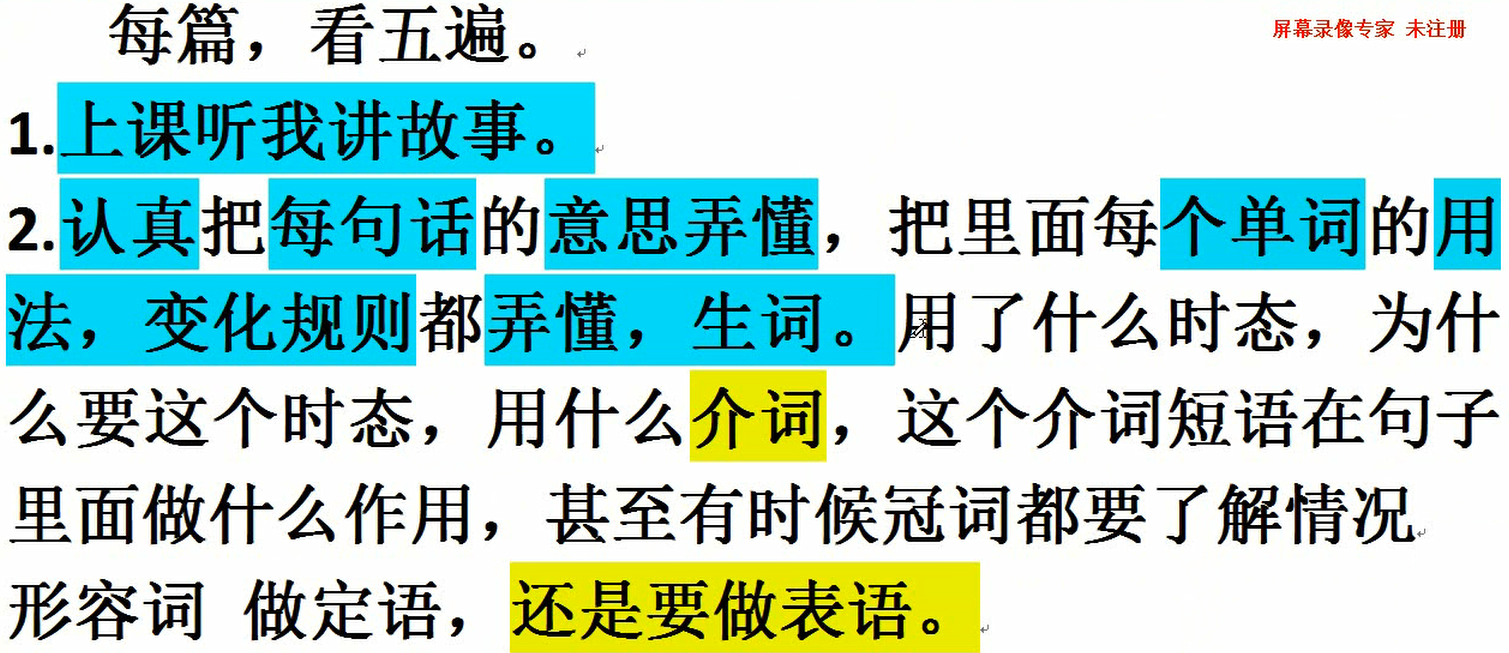 每篇，看五遍。
屏幕录像专家 未注册
1.上课听我讲故事。
2.认真把每句话的意思弄懂，把里面每个单词的用
法，变化规则都弄懂，生词。用了什么时态，为什
么要这个时态，用什么介词，这个介词短语在句子
里面做什么作用，甚至有时候冠词都要了解情况
形容词 做定语，还是要做表语。